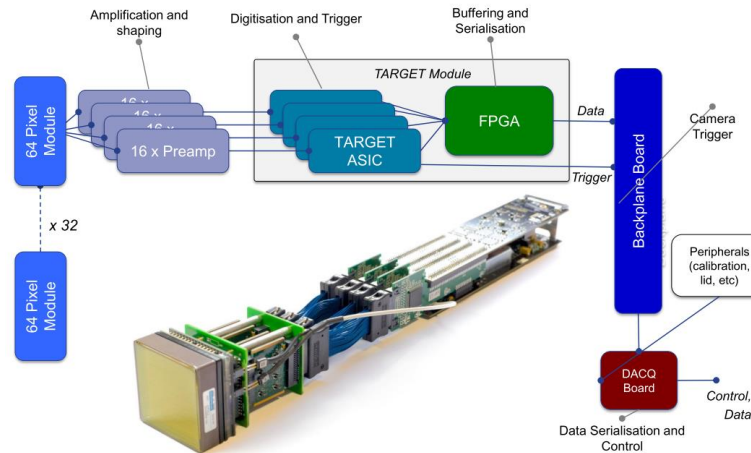 Amplification and
shaping
Digitisation and Trigger
Buffering and
Serialisation
TARGET Module
64 Pixel
Module
16 x
16 x
16 x
16 x Preamp
TARGET
ASIC
FPGA
Data
Trigger
Camera
Trigger
Backplane Board
x 32
64 Pixel
Module
Peripherals
(calibration,
lid, etc)
DACQ
Board
Control,
Data
Data Serialisation and
Control